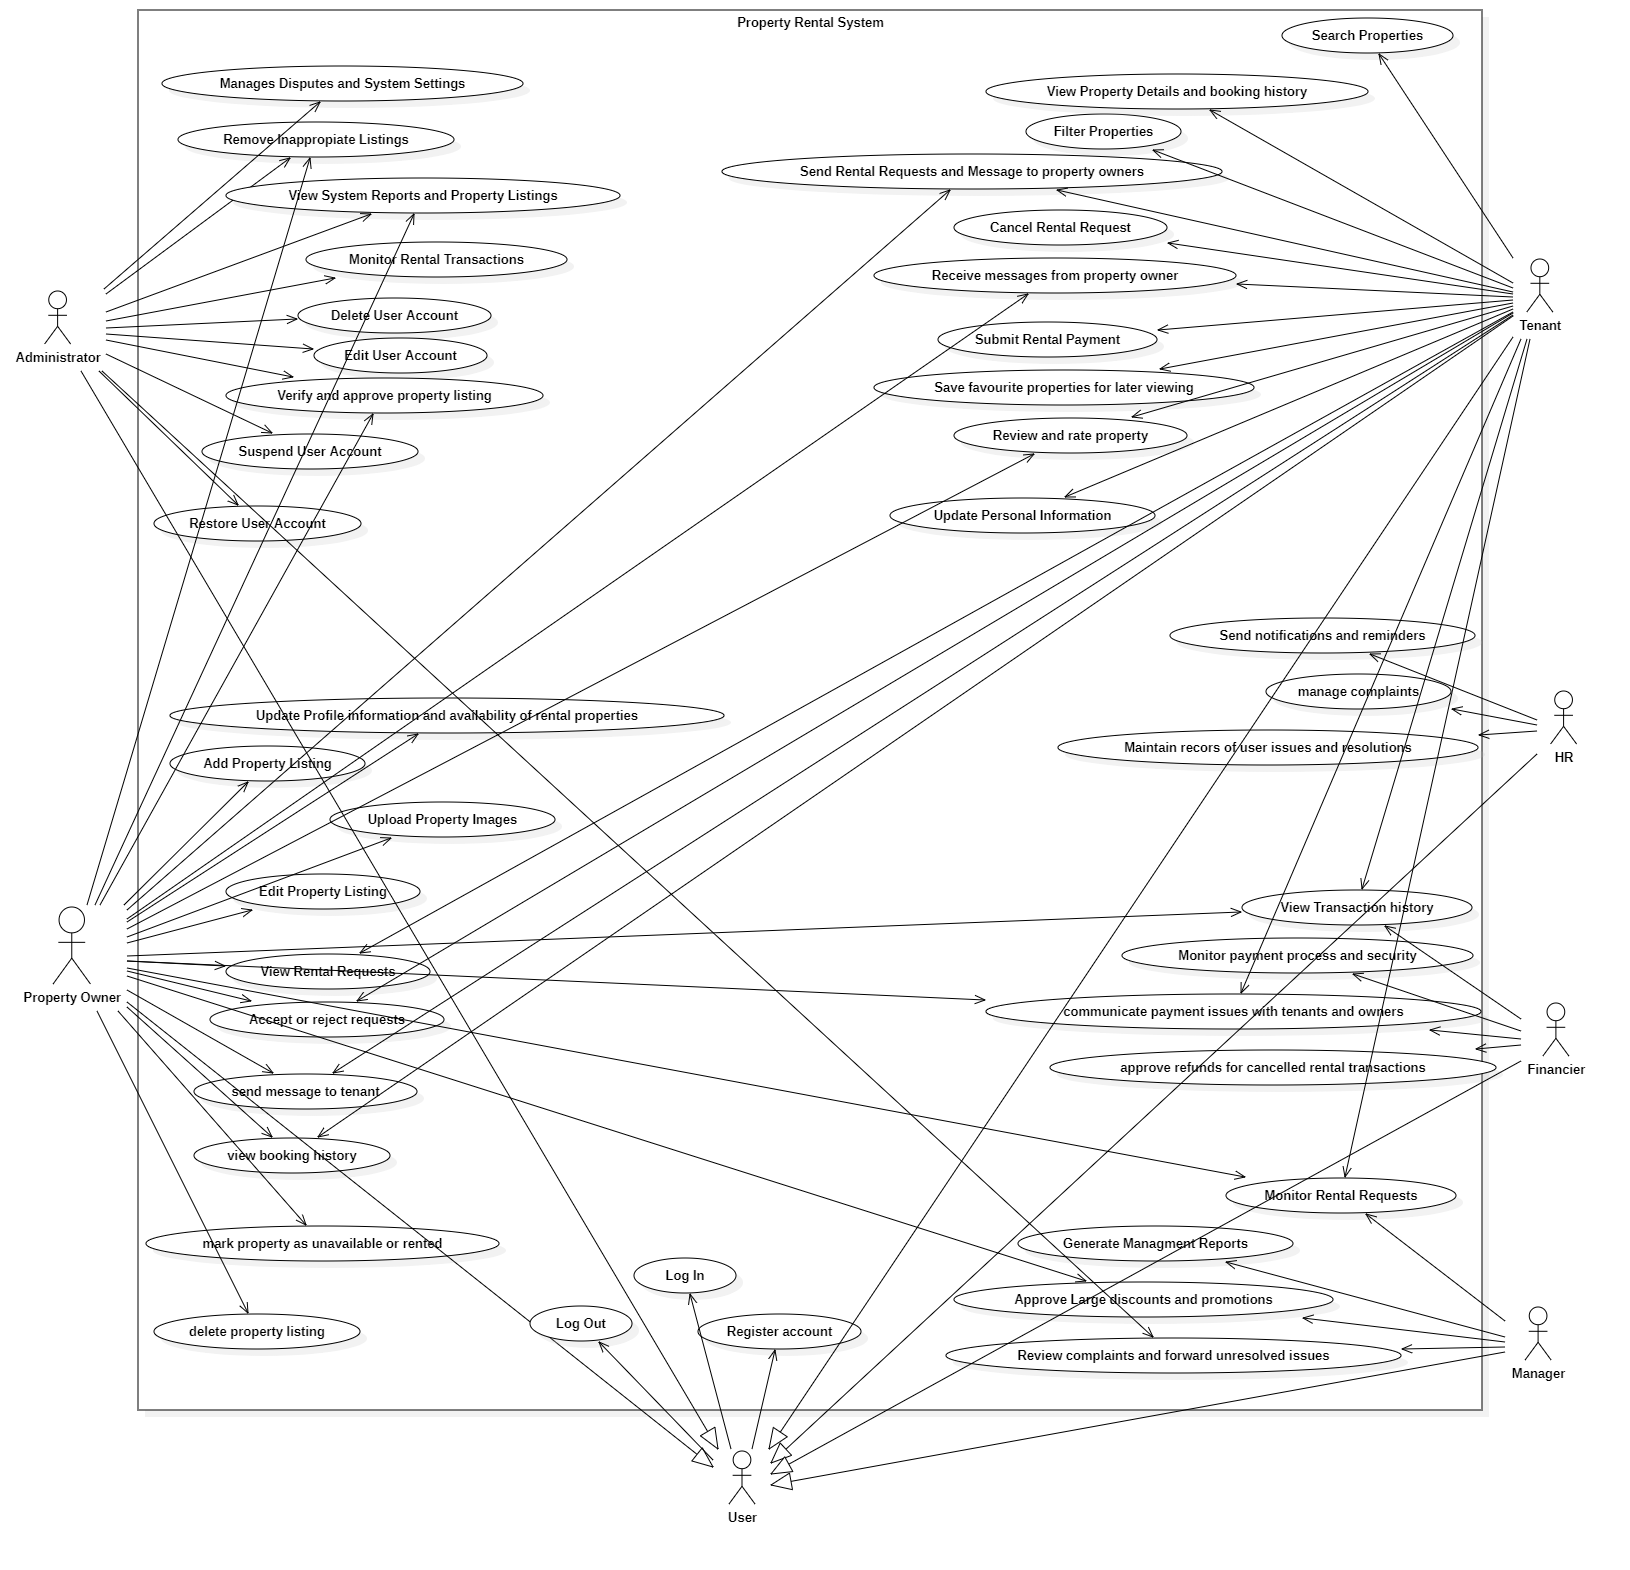 Property Rental System
Search Properties
Manages Disputes and System Settings
View Property Details and booking history
Filter Properties
Remove Inappropiate Listings
Send Rental Requests and Message to property owners
View System Reports and Property Listings
Cancel Rental Request
Monitor Rental Transactions
Receive messages from property owner
Delete User Account
Tenant
Submit Rental Payment
Administrator
Edit User Account
Save favourite properties for later viewing
Verify and approve property listing
Review and rate property
Suspend User Account
Update Personal Information
Restore User Account
Send notifications and reminders
manage complaints
Update Profile information and availability of rental properties
Maintain recors of user issues and resolutions
HR
Add Property Listing
Upload Property Images
Edit Property Listing
View Transaction history
Monitor payment process and security
View Rental Requests
Property Owner
communicate payment issues with tenants and owners
Accept or reject requests
approve refunds for cancelled rental transactions
Financier
send message to tenant
view booking history
Monitor Rental Requests
mark property as unavailable or rented
Generate Managment Reports
Log In
Approve Large discounts and promotions
Log Out
Register account
delete property listing
Review complaints and forward unresolved issues
Manager
User